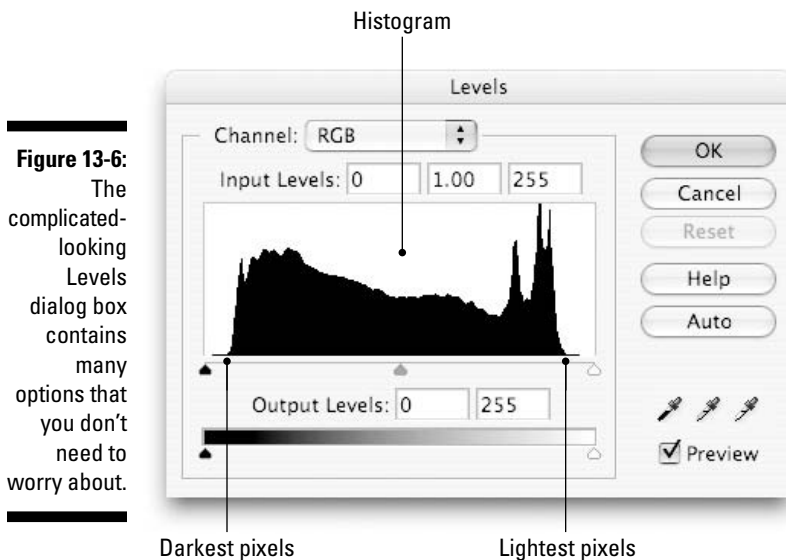 Histogram
Levels
Channel: RGB
Input Levels: 0 1.00 255
OK
Cancel
Reset
Help
Auto
Output Levels: 0 255
Preview
Darkest pixels Lightest pixels
Figure 13-6:
The
complicated-
looking
Levels
dialog box
contains
many
options that
you don't
need to
worry about.